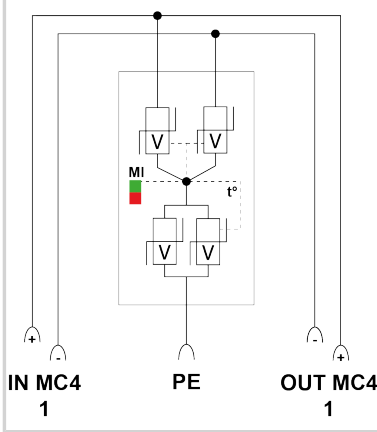 V V
MI
t°
V V
+ - - +
IN MC4 PE OUT MC4
1 1